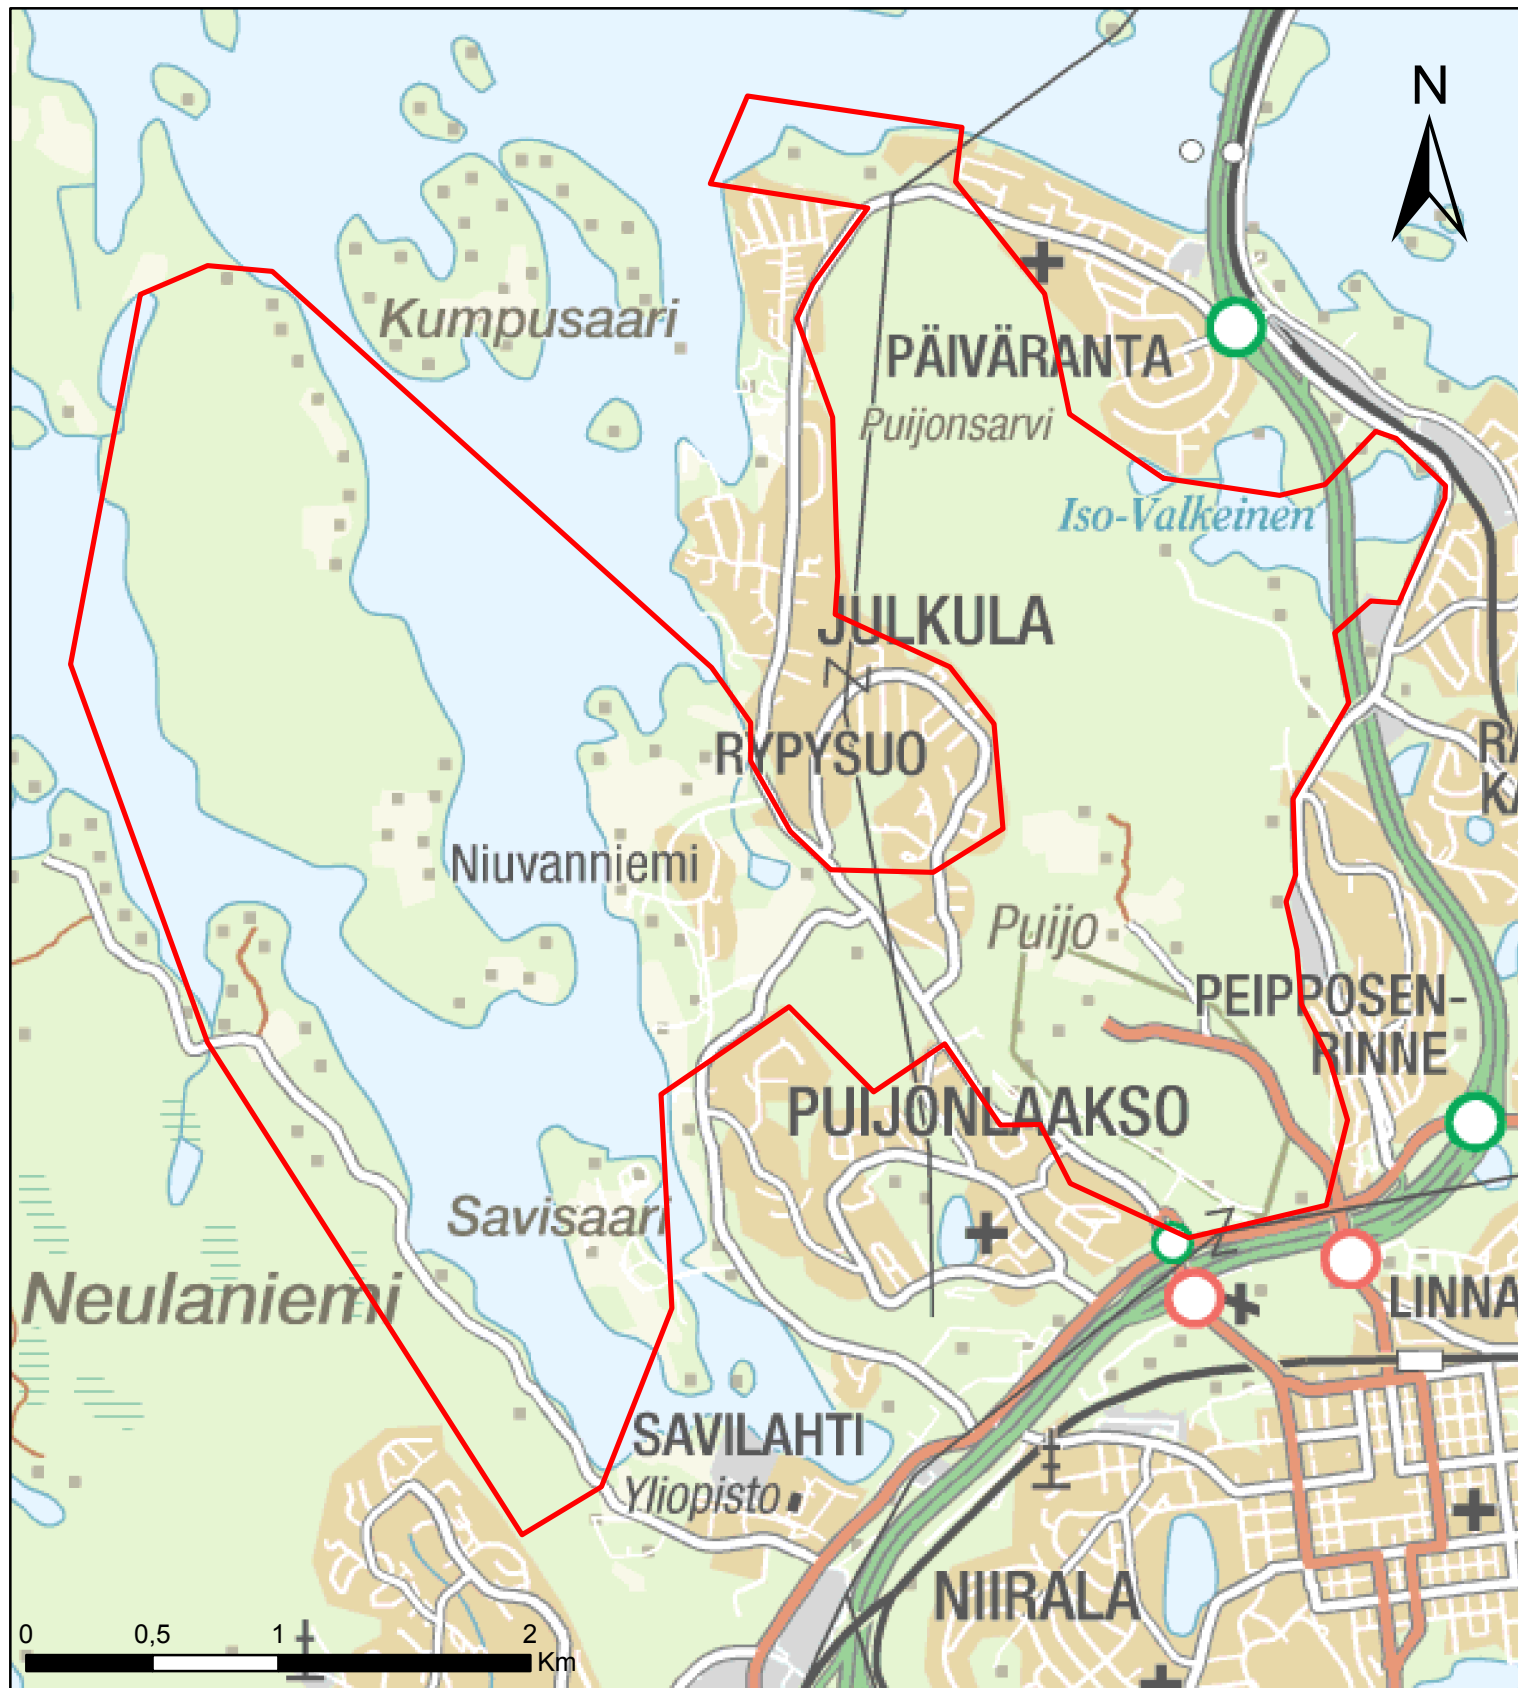 N
Kumpusaari
PÄIVÄRANTA
Puijonsarvi
Iso-Valkeinen
JULKULA
RYPYSUO
Niuvanniemi
Puijo
PEIPPOSEN-
RINNE
PUIJONLAAKSO
Savisaari
Neulaniemi
LINNA
SAVILAHTI
Yliopisto
NIIRALA
0 0,5 1 2
Km